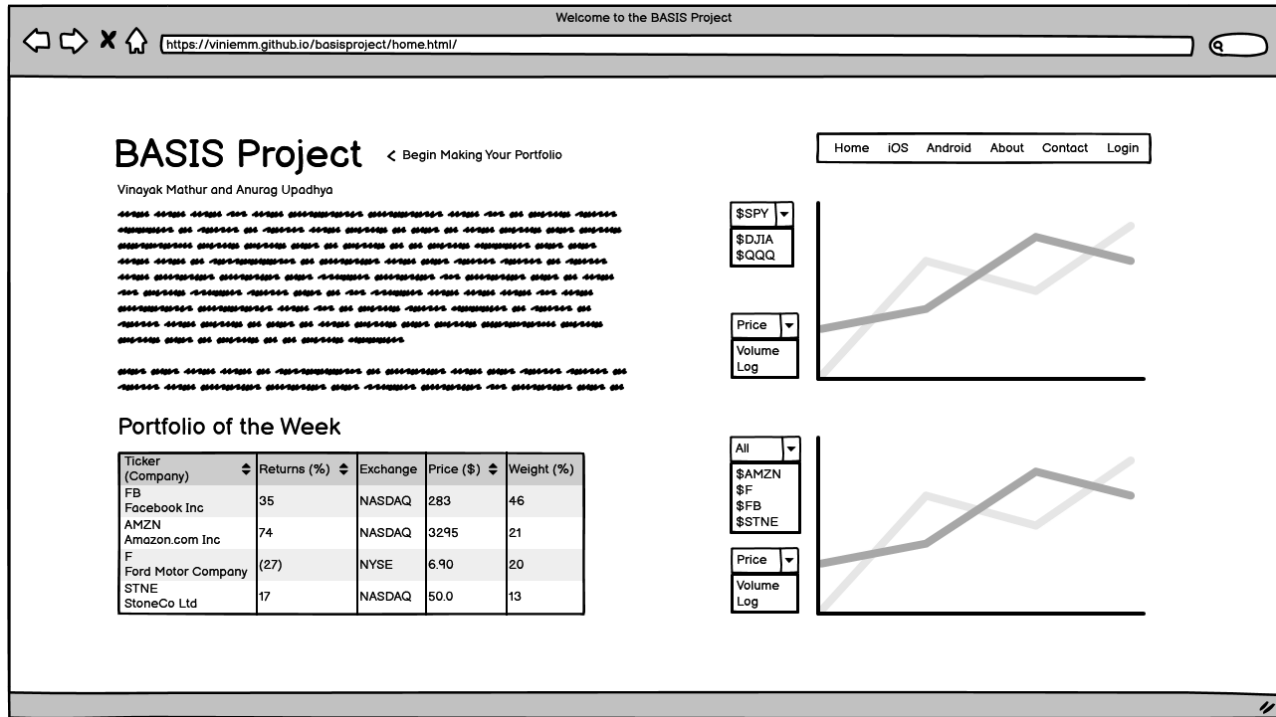 Welcome to the BASIS Project
https://viniemm.github.io/basisproject/home.html/
BASIS Project
< Begin Making Your Portfolio
Home iOS Android About Contact Login
Vinayak Mathur and Anurag Upadhya
$SPY
$DJIA
$QQQ
Price
Volume
Log
Portfolio of the Week
Ticker
(Company)
Returns (%)
Exchange
Price ($)
Weight (%)
FB
Facebook Inc
35
NASDAQ
283
46
AMZN
Amazon.com Inc
74
NASDAQ
3295
21
F
Ford Motor Company
(27)
NYSE
6.90
20
STNE
StoneCo Ltd
17
NASDAQ
50.0
13
All
$AMZN
$F
$FB
$STNE
Price
Volume
Log